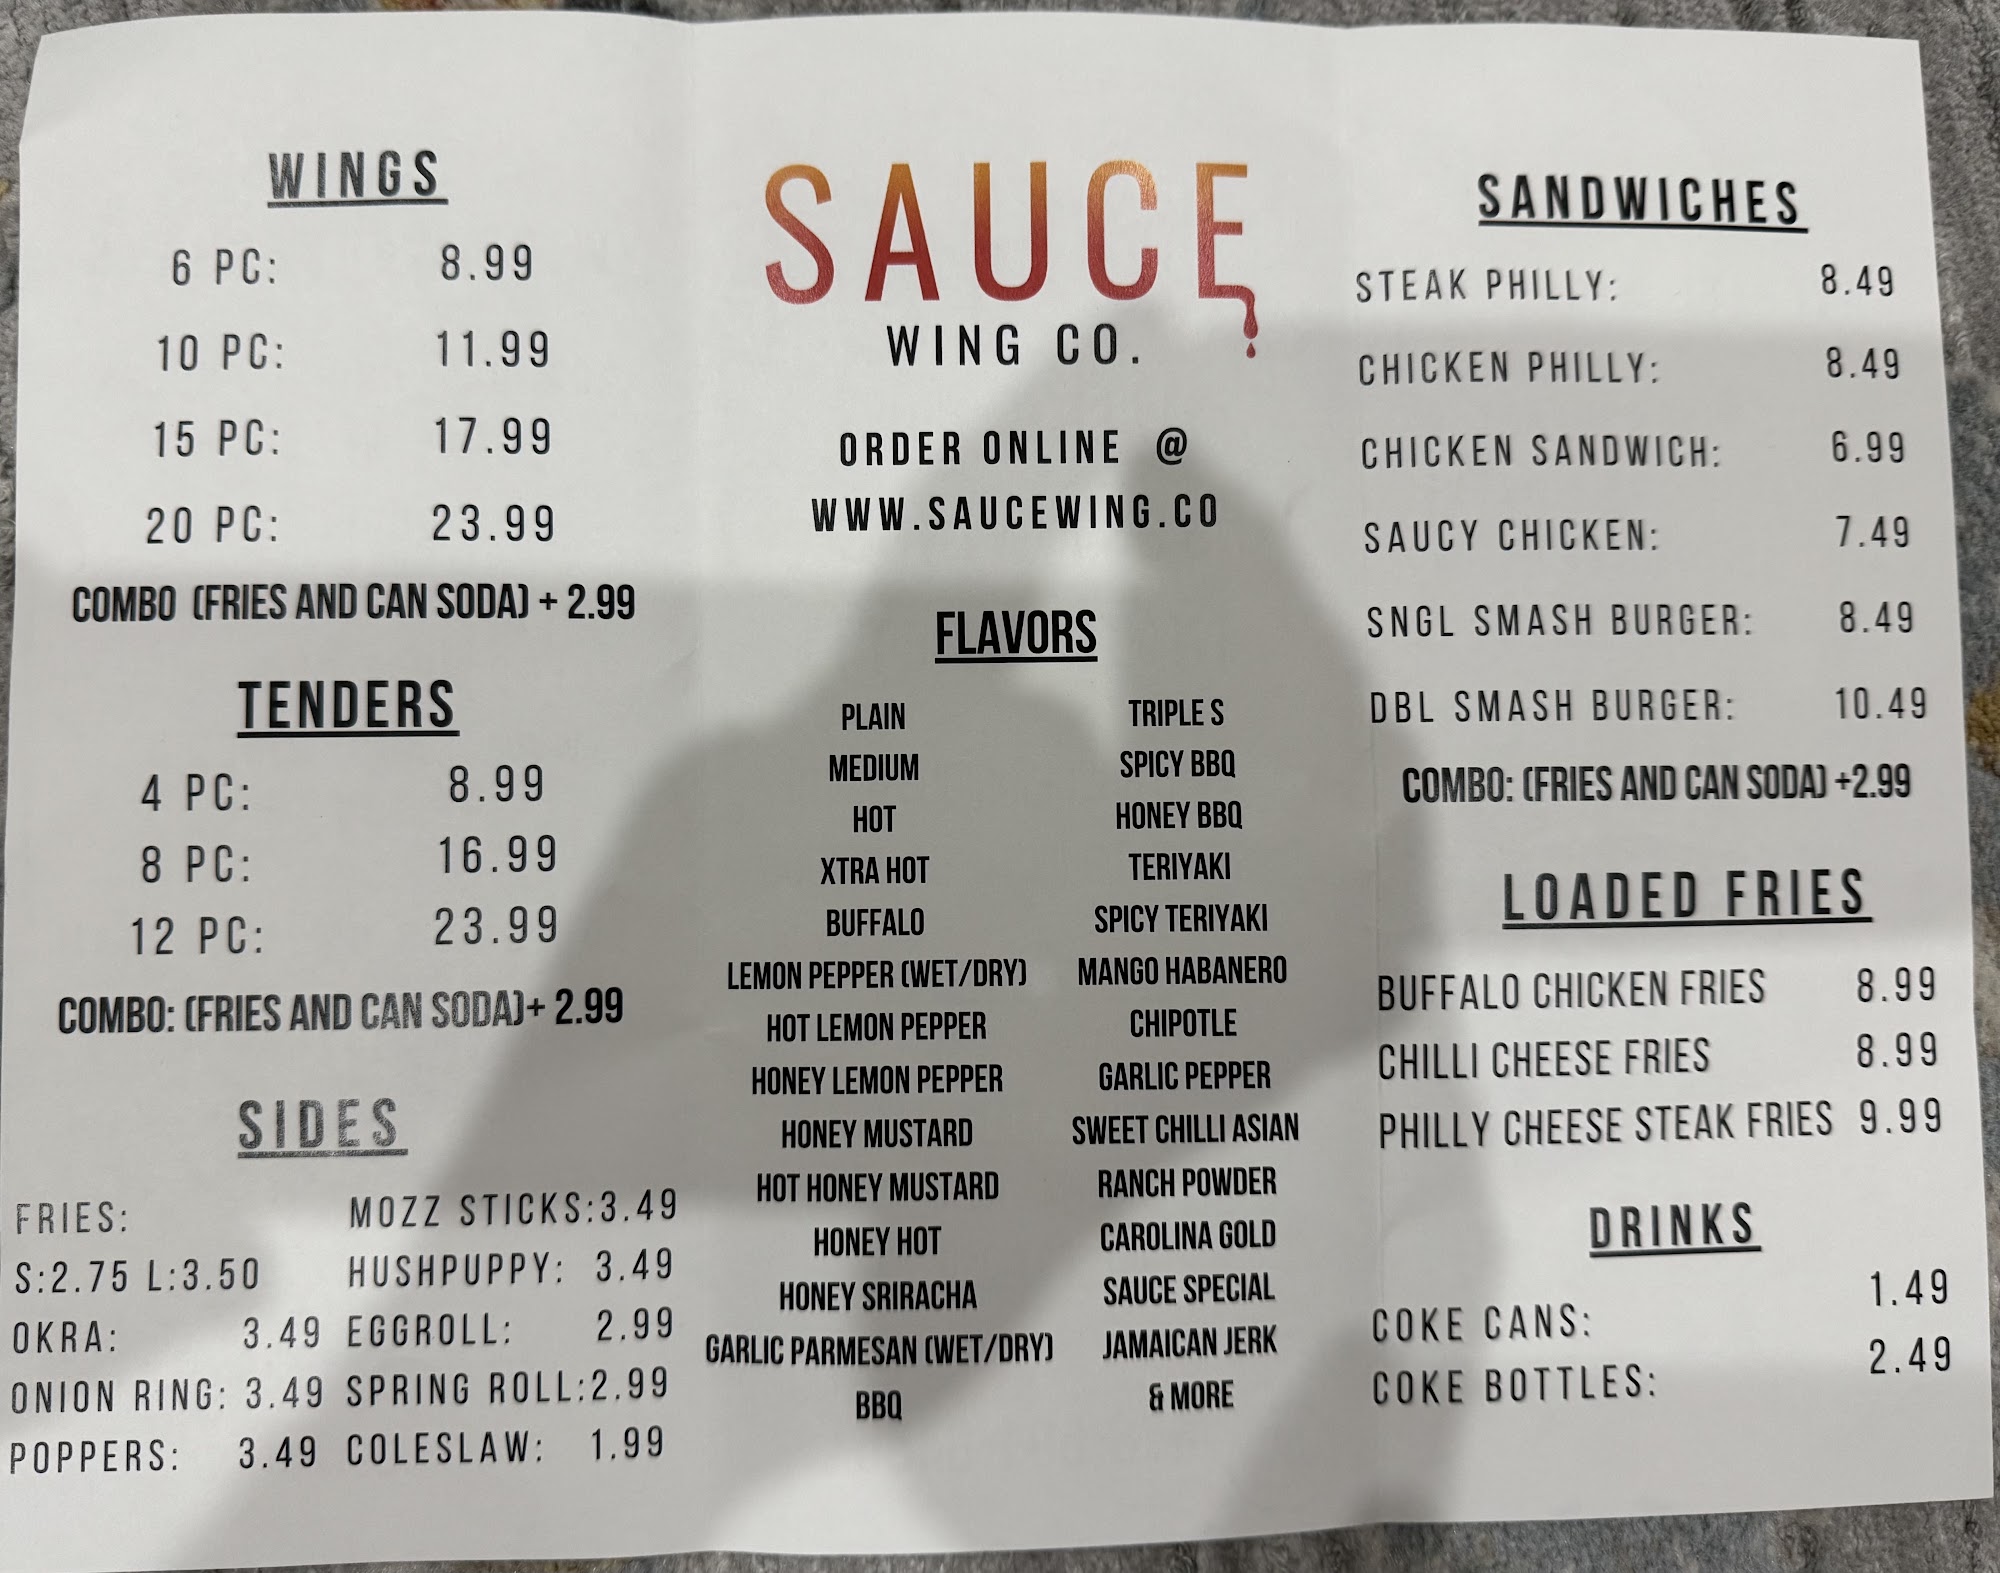 WINGS
6 PC: 8.99
10 PC: 11.99
15 PC: 17.99
20 PC: 23.99
COMBO (FRIES AND CAN SODA) + 2.99
TENDERS
4 PC: 8.99
8 PC: 16.99
12 PC: 23.99
COMBO: (FRIES AND CAN SODA)+ 2.99
SIDES
FRIES:
S:2.75 L:3.50
OKRA: 3.49
ONION RING: 3.49
POPPERS: 3.49
MOZZ STICKS:3.49
HUSHPUPPY: 3.49
EGGROLL: 2.99
SPRING ROLL:2.99
COLESLAW: 1.99
SAUCE
WING CO.
ORDER ONLINE @
WWW.SAUCEWING.CO
FLAVORS
PLAIN
MEDIUM
HOT
XTRA HOT
BUFFALO
LEMON PEPPER (WET/DRY)
HOT LEMON PEPPER
HONEY LEMON PEPPER
HONEY MUSTARD
HOT HONEY MUSTARD
HONEY HOT
HONEY SRIRACHA
GARLIC PARMESAN (WET/DRY)
BBQ
TRIPLE S
SPICY BBQ
HONEY BBQ
TERIYAKI
SPICY TERIYAKI
MANGO HABANERO
CHIPOTLE
GARLIC PEPPER
SWEET CHILLI ASIAN
RANCH POWDER
CAROLINA GOLD
SAUCE SPECIAL
JAMAICAN JERK
& MORE
SANDWICHES
STEAK PHILLY: 8.49
CHICKEN PHILLY: 8.49
CHICKEN SANDWICH: 6.99
SAUCY CHICKEN: 7.49
SNGL SMASH BURGER: 8.49
DBL SMASH BURGER: 10.49
COMBO: (FRIES AND CAN SODA) +2.99
LOADED FRIES
BUFFALO CHICKEN FRIES 8.99
CHILLI CHEESE FRIES 8.99
PHILLY CHEESE STEAK FRIES 9.99
DRINKS
COKE CANS: 1.49
COKE BOTTLES: 2.49